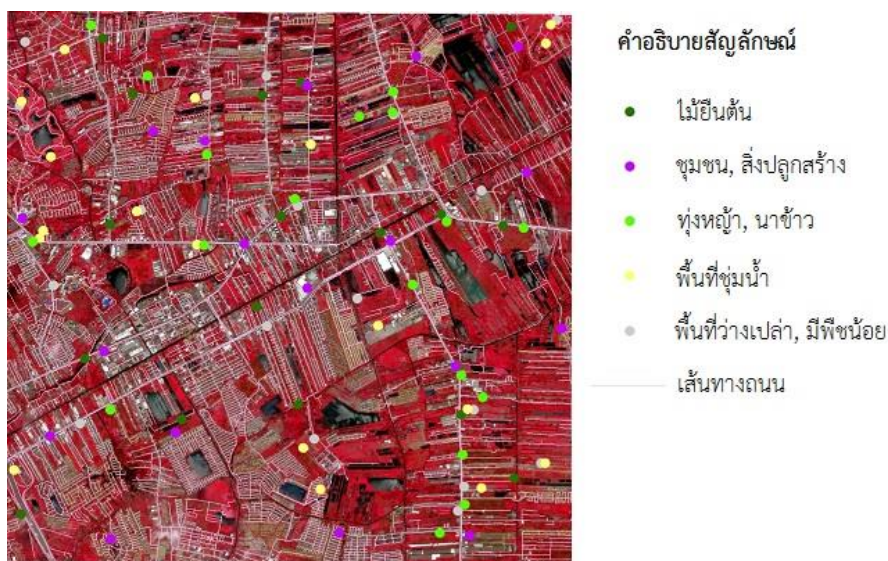 คำอธิบายสัญลักษณ์
ไม้ยืนต้น
ชุมชน, สิ่งปลูกสร้าง
ทุ่งหญ้า, นาข้าว
พื้นที่ชุ่มน้ำ
พื้นที่ว่างเปล่า, มีพืชน้อย
เส้นทางถนน